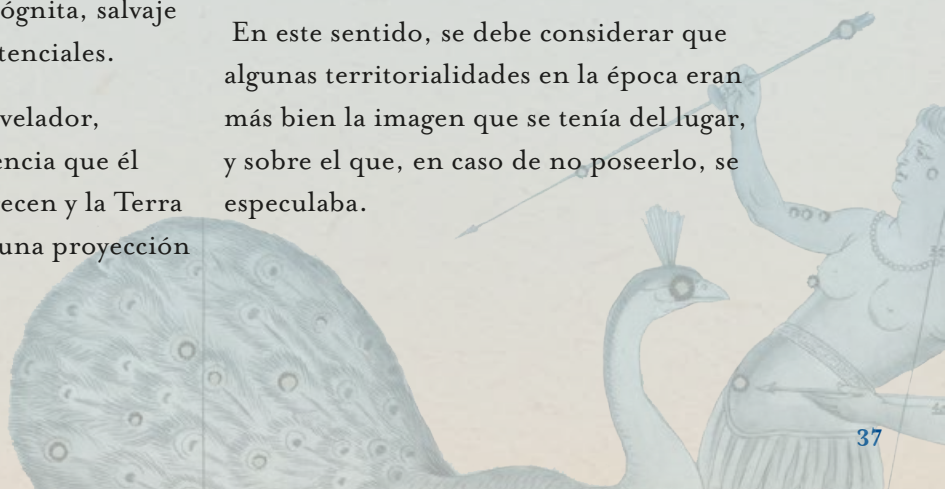 ógnita, salvaje
tenciales.
velador,
encia que él
ecen y la Terra
una proyección
En este sentido, se debe considerar que
algunas territorialidades en la época eran
más bien la imagen que se tenía del lugar,
y sobre el que, en caso de no poseerlo, se
especulaba.
37